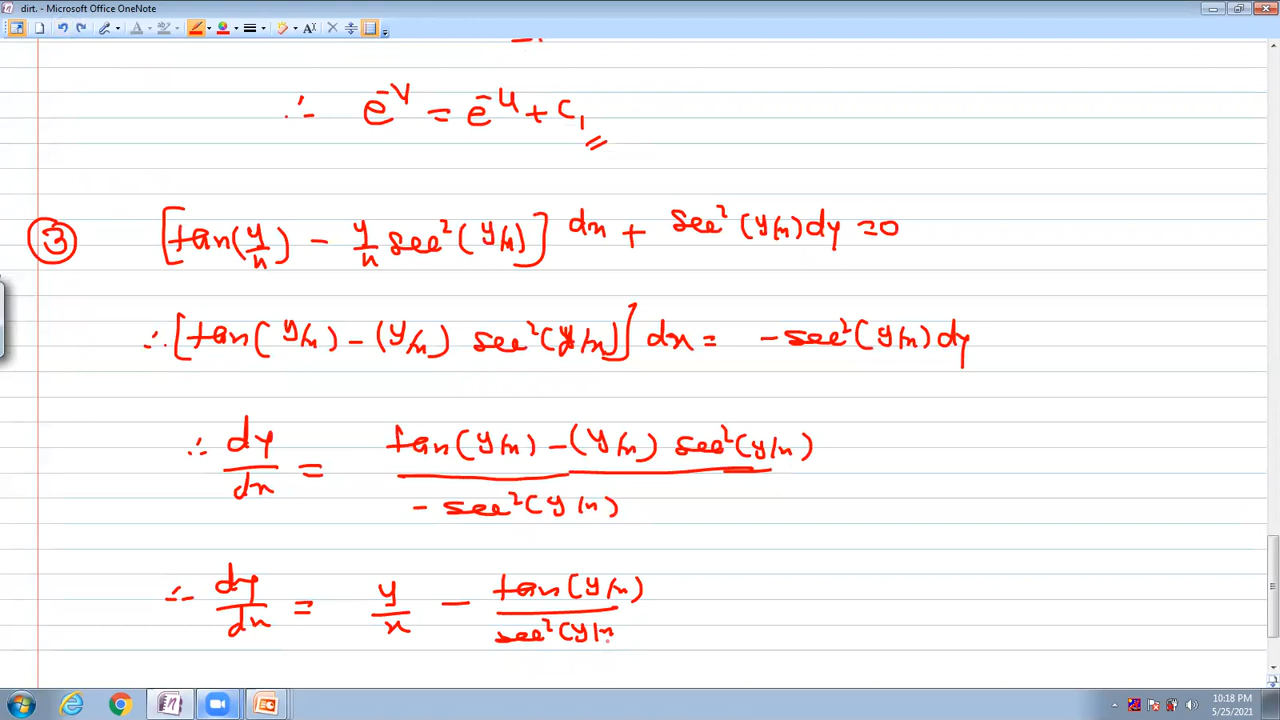 dirt. - Microsoft Office OneNote
∴ e^-V = e^-u + C₁
③ [tan(y/x) - y/x sec²(y/x)] dx + sec²(y/x)dy = 0
∴ [tan(y/x) - (y/x) sec²(y/x)] dx = -sec²(y/x)dy
∴ dy/dx = tan(y/x) - (y/x) sec²(y/x) / - sec²(y/x)
∴ dy/dx = y/x - tan(y/x) / sec²(y/x
10:18 PM
5/25/2021